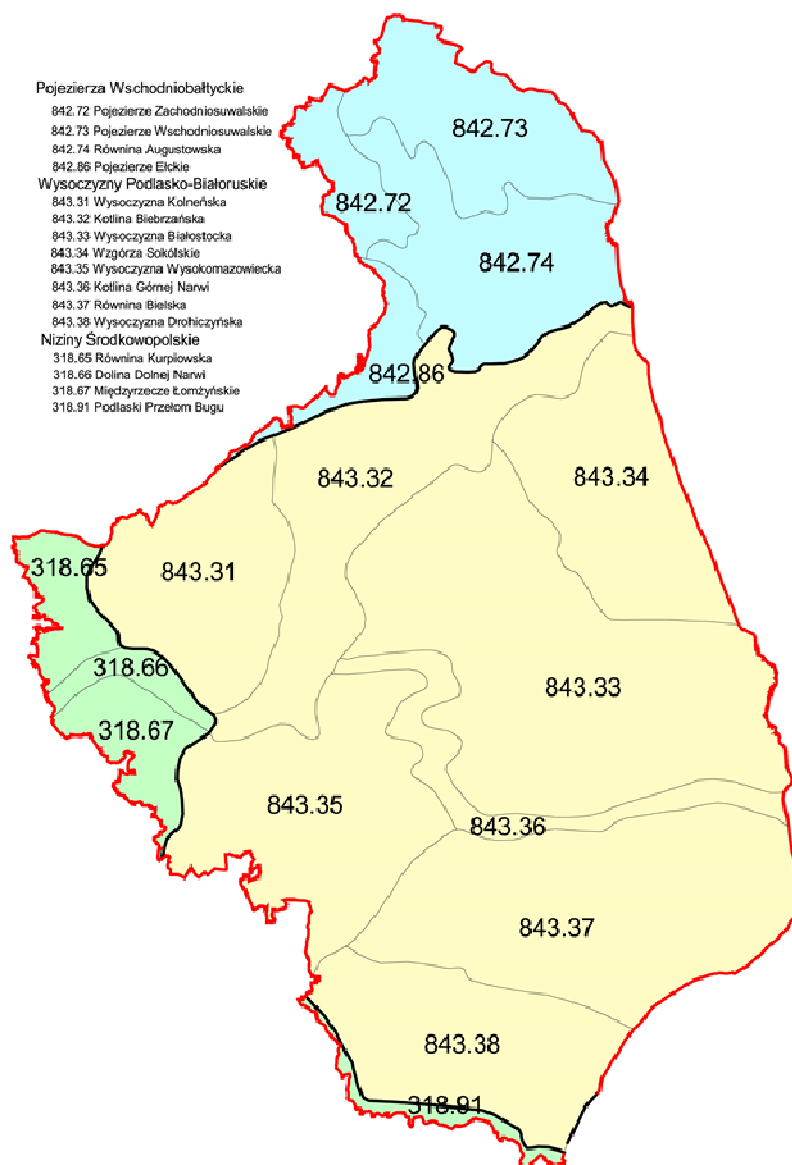 Pojezierza Wschodniobałtyckie
842.72 Pojezierze Zachodniosuwalskie
842.73 Pojezierze Wschodniosuwalskie
842.74 Równina Augustowska
842.86 Pojezierze Ełckie
Wysoczyzny Podlasko-Białoruskie
843.31 Wysoczyzna Kolneńska
843.32 Kotlina Biebrzańska
843.33 Wysoczyzna Białostocka
843.34 Wzgórza Sokólskie
843.35 Wysoczyzna Wysokomazowiecka
843.36 Kotlina Górnej Narwi
843.37 Równina Bielska
843.38 Wysoczyzna Drohiczyńska
Niziny Środkowopolskie
318.65 Równina Kurpiowska
318.66 Dolina Dolnej Narwi
318.67 Międzyrzecze Łomżyńskie
318.91 Podlaski Przełom Bugu
842.73
842.72
842.74
842.86
843.32
843.34
318.65
843.31
318.66
843.33
318.67
843.35
843.36
843.37
843.38
318.91